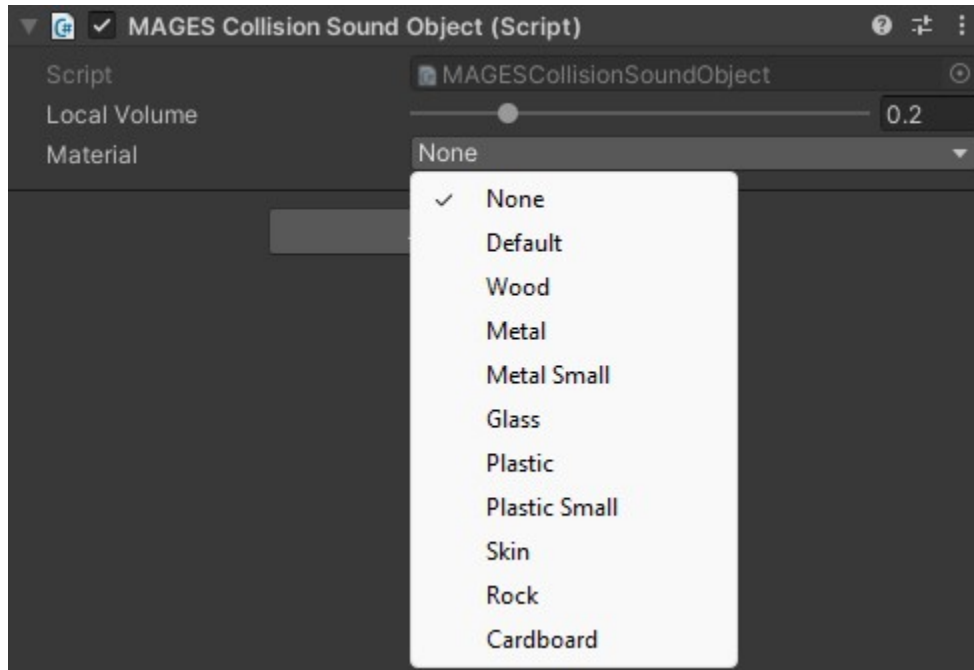 MAGES Collision Sound Object (Script)
Script MAGESCollisionSoundObject
Local Volume 0.2
Material None
None
Default
Wood
Metal
Metal Small
Glass
Plastic
Plastic Small
Skin
Rock
Cardboard